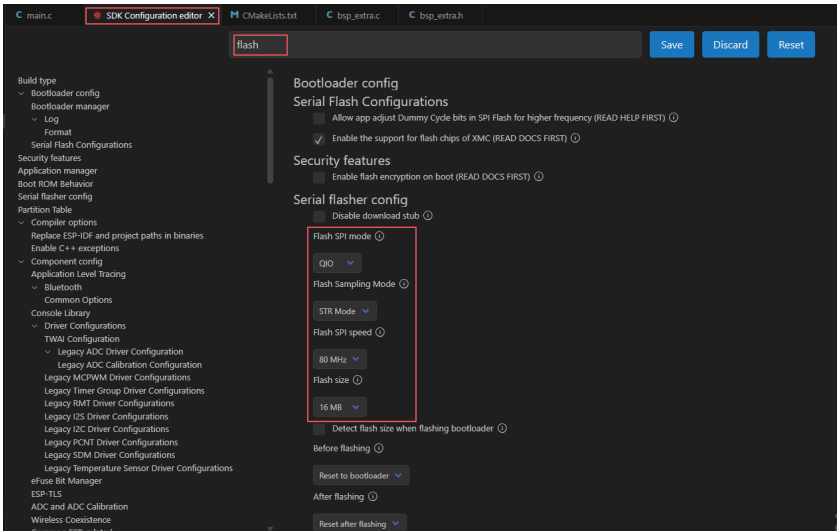 C main.c
SDK Configuration editor X
M CMakeLists.txt
C bsp_extra.c
C bsp_extra.h
flash
Save
Discard
Reset
Build type
Bootloader config
Bootloader manager
Log
Format
Serial Flash Configurations
Security features
Application manager
Boot ROM Behavior
Serial flasher config
Partition Table
Compiler options
Replace ESP-IDF and project paths in binaries
Enable C++ exceptions
Component config
Application Level Tracing
Bluetooth
Common Options
Console Library
Driver Configurations
TWAI Configuration
Legacy ADC Driver Configuration
Legacy ADC Calibration Configuration
Legacy MCPWM Driver Configurations
Legacy Timer Group Driver Configurations
Legacy RMT Driver Configurations
Legacy I2S Driver Configurations
Legacy I2C Driver Configurations
Legacy PCNT Driver Configurations
Legacy SDM Driver Configurations
Legacy Temperature Sensor Driver Configurations
eFuse Bit Manager
ESP-TLS
ADC and ADC Calibration
Wireless Coexistence
Common ESP-related
Bootloader config
Serial Flash Configurations
Allow app adjust Dummy Cycle bits in SPI Flash for higher frequency (READ HELP FIRST)
Enable the support for flash chips of XMC (READ DOCS FIRST)
Security features
Enable flash encryption on boot (READ DOCS FIRST)
Serial flasher config
Disable download stub
Flash SPI mode
QIO
Flash Sampling Mode
STR Mode
Flash SPI speed
80 MHz
Flash size
16 MB
Detect flash size when flashing bootloader
Before flashing
Reset to bootloader
After flashing
Reset after flashing